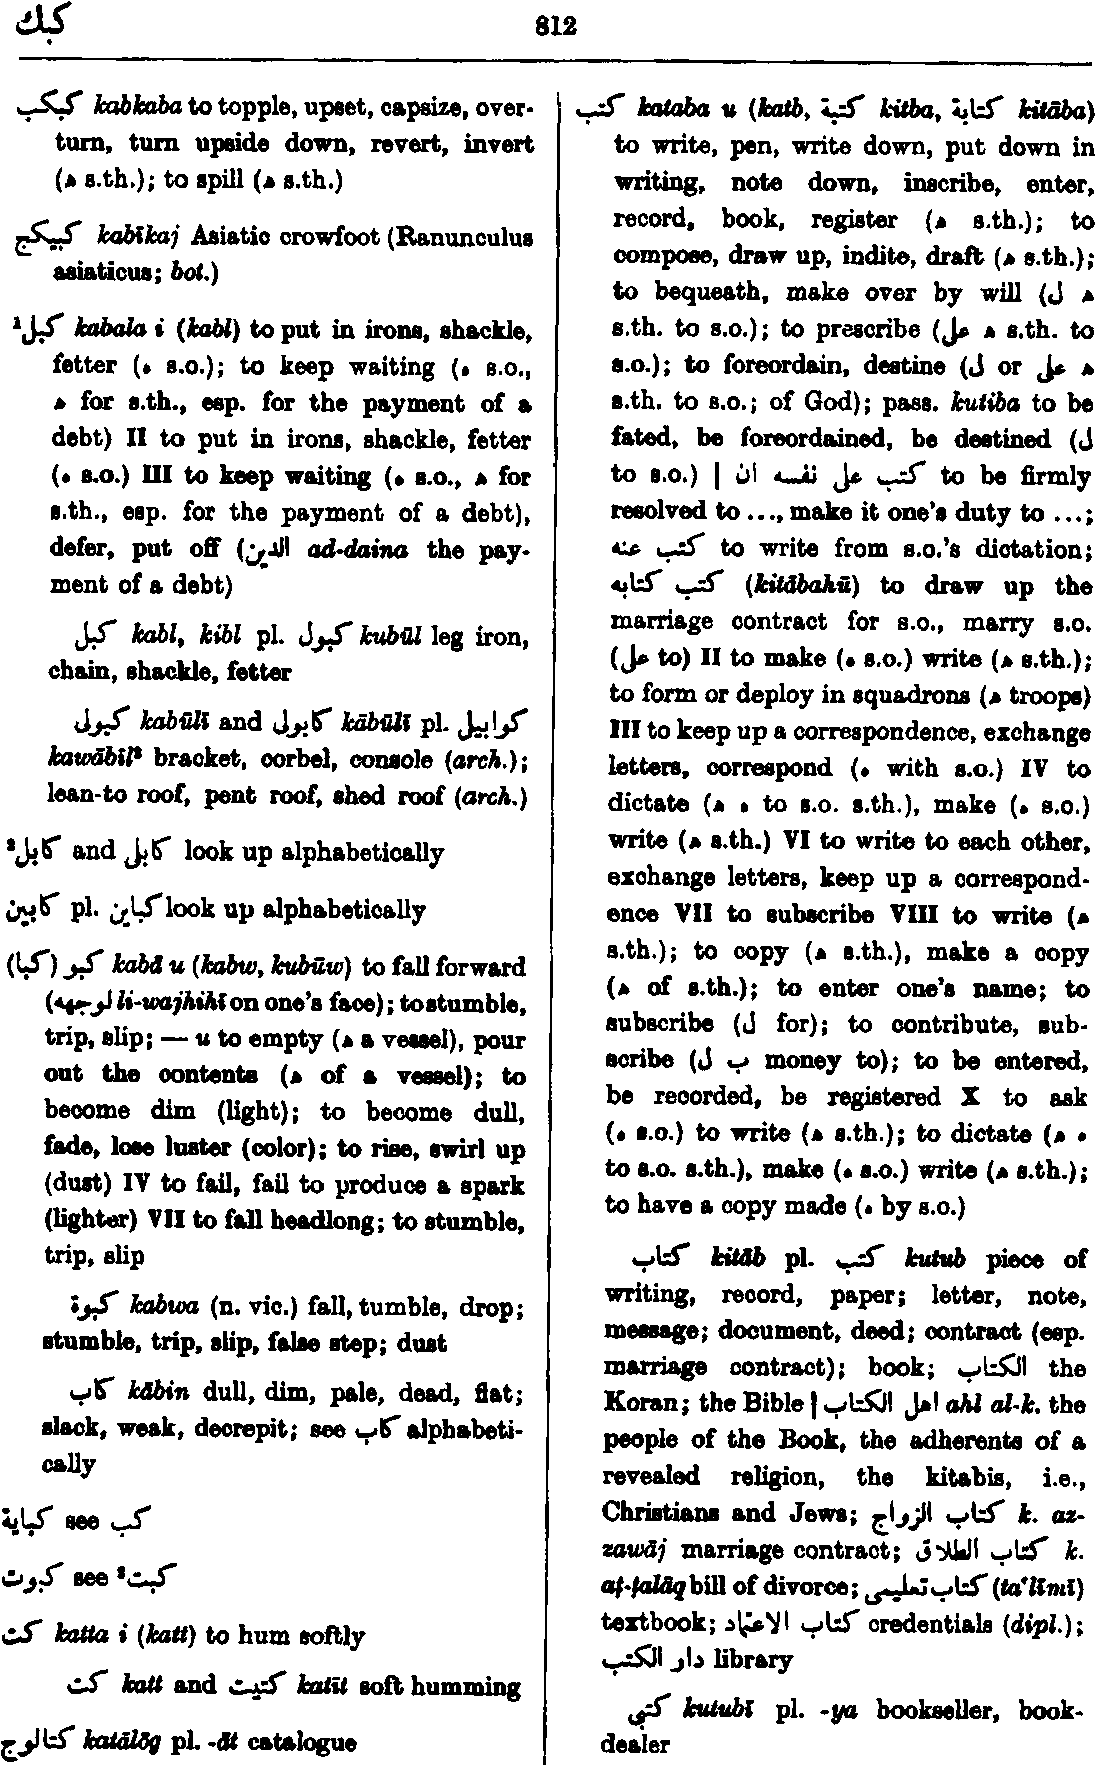 كبك
812
كبكب kabkaba to topple, upset, capsize, over-
turn, turn upside down, revert, invert
(ه s.th.); to spill (ه s.th.)
كبيكج kabīkaj Asiatic crowfoot (Ranunculus
asiaticus; bot.)
كبل¹ kabala i (kabl) to put in irons, shackle,
fetter (ه s.o.); to keep waiting (ه s.o.,
ه for s.th., esp. for the payment of a
debt) II to put in irons, shackle, fetter
(ه s.o.) III to keep waiting (ه s.o., ه for
s.th., esp. for the payment of a debt),
defer, put off (الدين ad-daina the pay-
ment of a debt)
كبل kabl, kibl pl. كبول kubūl leg iron,
chain, shackle, fetter
كبولى kabūlī and كابولى kābūlī pl. كوابيل
kawābīl² bracket, corbel, console (arch.);
lean-to roof, pent roof, shed roof (arch.)
كابل² and كابل look up alphabetically
كابين pl. كباين look up alphabetically
(كبا) كبو kabā u (kabw, kubūw) to fall forward
(لوجهه li-wajhihī on one's face); to stumble,
trip, slip; — u to empty (ه a vessel), pour
out the contents (ه of a vessel); to
become dim (light); to become dull,
fade, lose luster (color); to rise, swirl up
(dust) IV to fail, fail to produce a spark
(lighter) VII to fall headlong; to stumble,
trip, slip
كبوة kabwa (n. vic.) fall, tumble, drop;
stumble, trip, slip, false step; dust
كاب kābin dull, dim, pale, dead, flat;
slack, weak, decrepit; see كاب alphabeti-
cally
كباية see كب
كبوت see كبت²
كت katta i (katt) to hum softly
كت katt and كتيت katīt soft humming
كتالوج katālōg pl. -āt catalogue
كتب kataba u (katb, كتبة kitba, كتابة kitāba)
to write, pen, write down, put down in
writing, note down, inscribe, enter,
record, book, register (ه s.th.); to
compose, draw up, indite, draft (ه s.th.);
to bequeath, make over by will (ل ه
s.th. to s.o.); to prescribe (على ه s.th. to
s.o.); to foreordain, destine (ل or على ه
s.th. to s.o.; of God); pass. kutiba to be
fated, be foreordained, be destined (ل
to s.o.) | كتب على نفسه ان to be firmly
resolved to ..., make it one's duty to ...;
كتب عنه to write from s.o.'s dictation;
كتب كتابه (kitābahū) to draw up the
marriage contract for s.o., marry s.o.
(على to) II to make (ه s.o.) write (ه s.th.);
to form or deploy in squadrons (ه troops)
III to keep up a correspondence, exchange
letters, correspond (ه with s.o.) IV to
dictate (ه ه to s.o. s.th.), make (ه s.o.)
write (ه s.th.) VI to write to each other,
exchange letters, keep up a correspond-
ence VII to subscribe VIII to write (ه
s.th.); to copy (ه s.th.), make a copy
(ه of s.th.); to enter one's name; to
subscribe (ل for); to contribute, sub-
scribe (ل ب money to); to be entered,
be recorded, be registered X to ask
(ه s.o.) to write (ه s.th.); to dictate (ه ه
to s.o. s.th.), make (ه s.o.) write (ه s.th.);
to have a copy made (ه by s.o.)
كتاب kitāb pl. كتب kutub piece of
writing, record, paper; letter, note,
message; document, deed; contract (esp.
marriage contract); book; الكتاب the
Koran; the Bible | اهل الكتاب ahl al-k. the
people of the Book, the adherents of a
revealed religion, the kitabis, i.e.,
Christians and Jews; كتاب الزواج k. az-
zawāj marriage contract; كتاب الطلاق k.
aṭ-ṭalāq bill of divorce; كتاب تعليمى (ta'līmī)
textbook; كتاب الاعتماد credentials (dipl.);
دار الكتب library
كتبى kutubī pl. -ya bookseller, book-
dealer